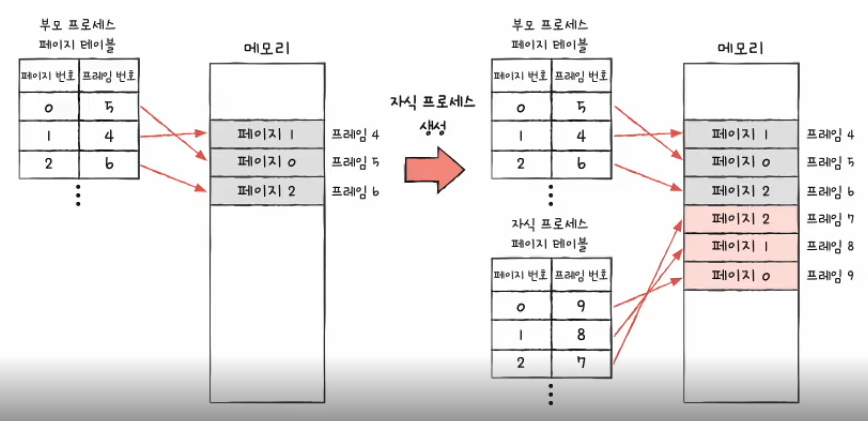 부모 프로세스
페이지 테이블
페이지 번호 프레임 번호
0 5
1 4
2 6
메모리
페이지 1 프레임 4
페이지 0 프레임 5
페이지 2 프레임 6
자식 프로세스
생성
부모 프로세스
페이지 테이블
페이지 번호 프레임 번호
0 5
1 4
2 6
자식 프로세스
페이지 테이블
페이지 번호 프레임 번호
0 9
1 8
2 7
메모리
페이지 1 프레임 4
페이지 0 프레임 5
페이지 2 프레임 6
페이지 2 프레임 7
페이지 1 프레임 8
페이지 0 프레임 9